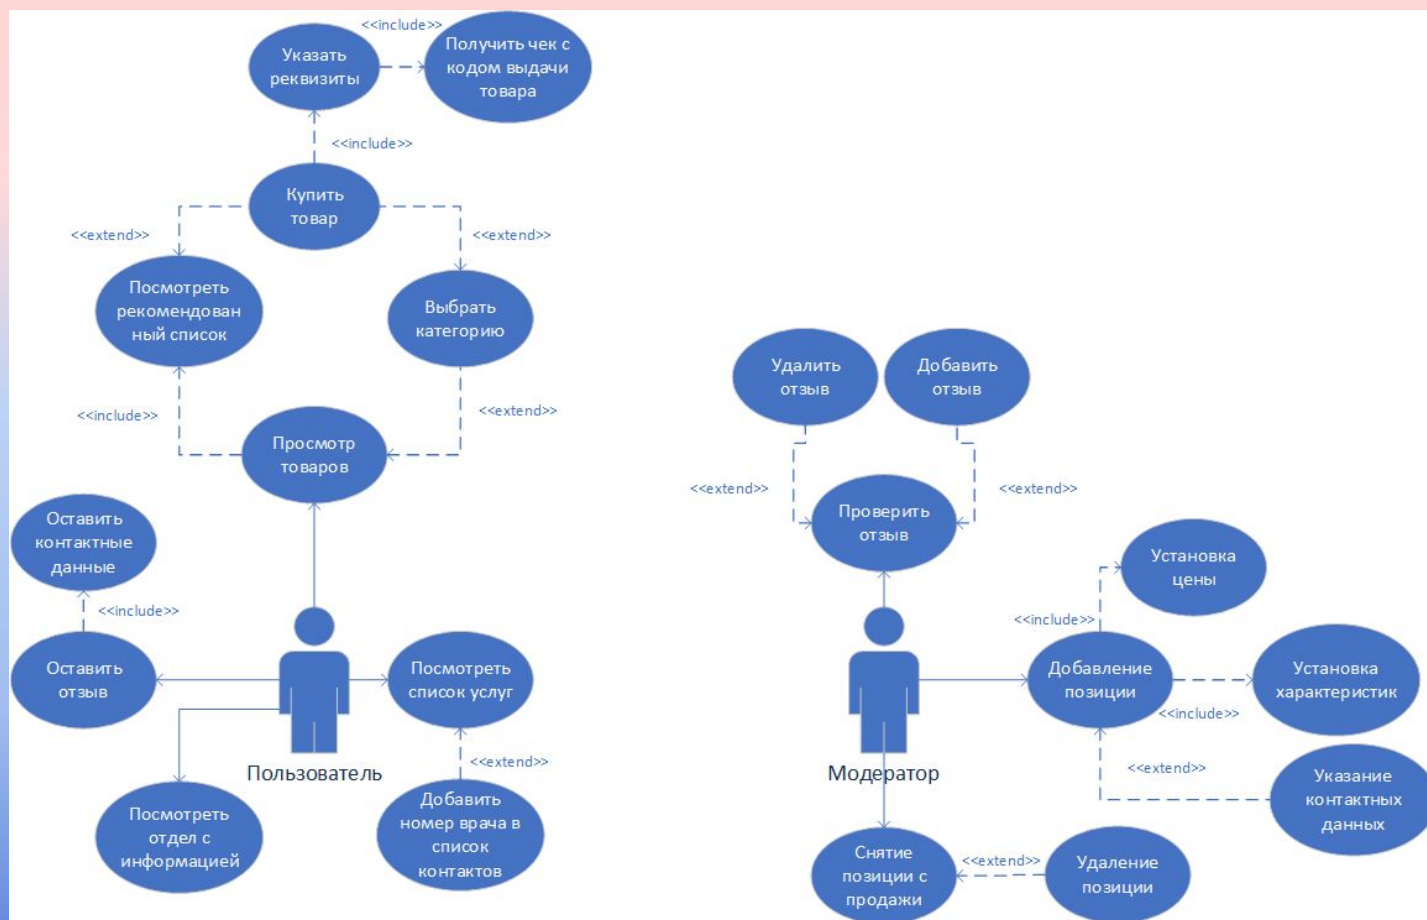 <<include>>
Указать
реквизиты
Получить чек с
кодом выдачи
товара
<<include>>
Купить
товар
<<extend>>
<<extend>>
Посмотреть
рекомендован
ный список
Выбрать
категорию
<<include>>
<<extend>>
Просмотр
товаров
Оставить
контактные
данные
<<include>>
Оставить
отзыв
Посмотреть
список услуг
<<extend>>
Пользователь
Посмотреть
отдел с
информацией
Добавить
номер врача в
список
контактов
Удалить
отзыв
Добавить
отзыв
<<extend>>
<<extend>>
Проверить
отзыв
Установка
цены
<<include>>
Добавление
позиции
Установка
характеристик
<<include>>
<<extend>>
Модератор
Указание
контактных
данных
Снятие
позиции с
продажи
<<extend>>
Удаление
позиции